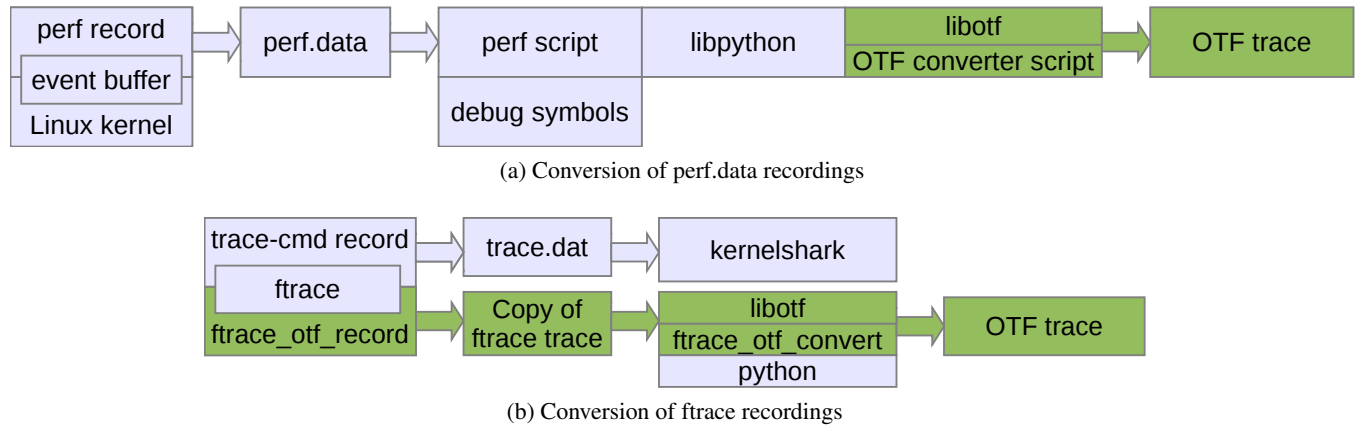 perf record
event buffer
Linux kernel
perf.data
perf script
debug symbols
libpython
libotf
OTF converter script
OTF trace
(a) Conversion of perf.data recordings
trace-cmd record
ftrace
ftrace_otf_record
trace.dat
kernelshark
Copy of
ftrace trace
libotf
ftrace_otf_convert
python
OTF trace
(b) Conversion of ftrace recordings